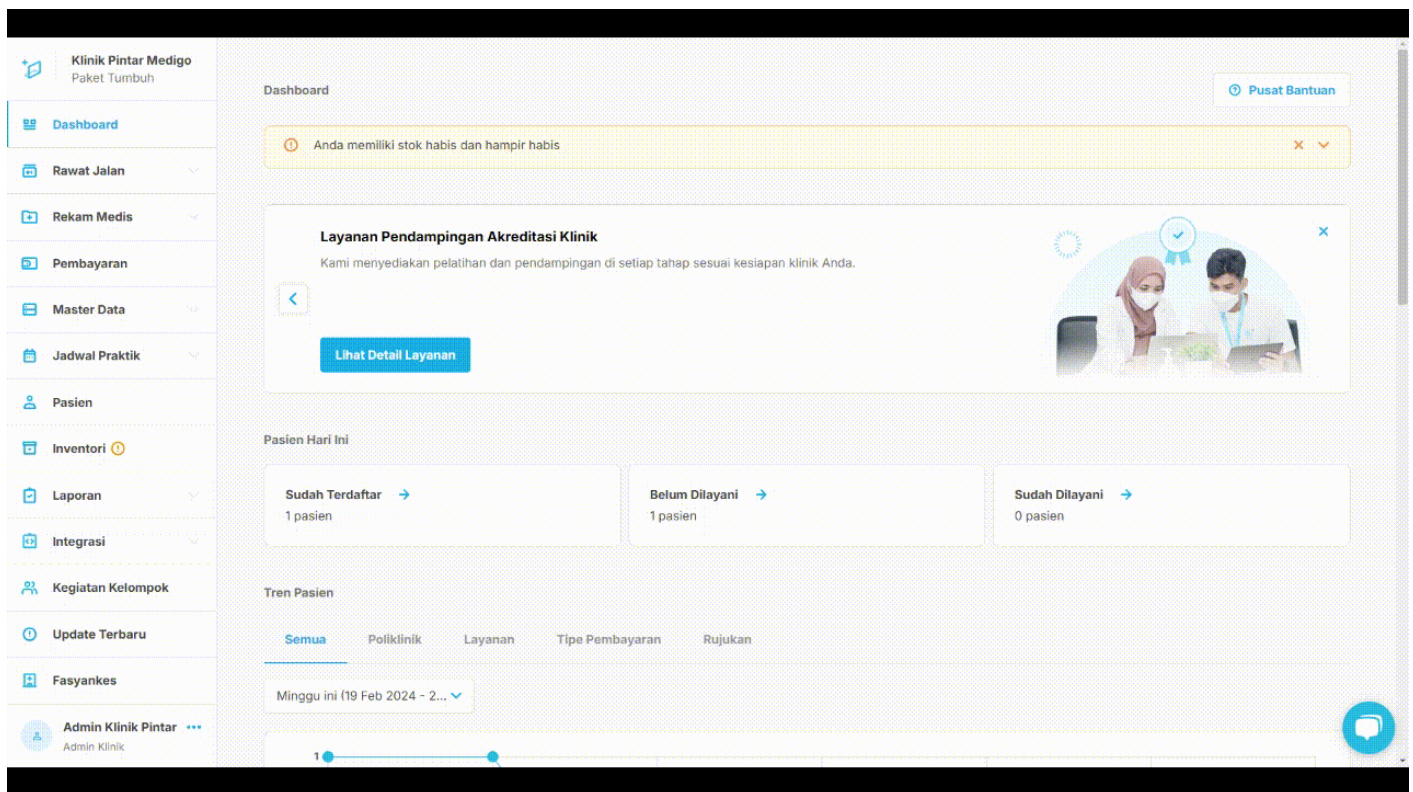 Klinik Pintar Medigo
Paket Tumbuh
Dashboard
Rawat Jalan
Rekam Medis
Pembayaran
Master Data
Jadwal Praktik
Pasien
Inventori
Laporan
Integrasi
Kegiatan Kelompok
Update Terbaru
Fasyankes
Admin Klinik Pintar
Admin Klinik
Dashboard
Pusat Bantuan
Anda memiliki stok habis dan hampir habis
Layanan Pendampingan Akreditasi Klinik
Kami menyediakan pelatihan dan pendampingan di setiap tahap sesuai kesiapan klinik Anda.
Lihat Detail Layanan
Pasien Hari Ini
Sudah Terdaftar
1 pasien
Belum Dilayani
1 pasien
Sudah Dilayani
0 pasien
Tren Pasien
Semua Poliklinik Layanan Tipe Pembayaran Rujukan
Minggu ini (19 Feb 2024 - 2...
1